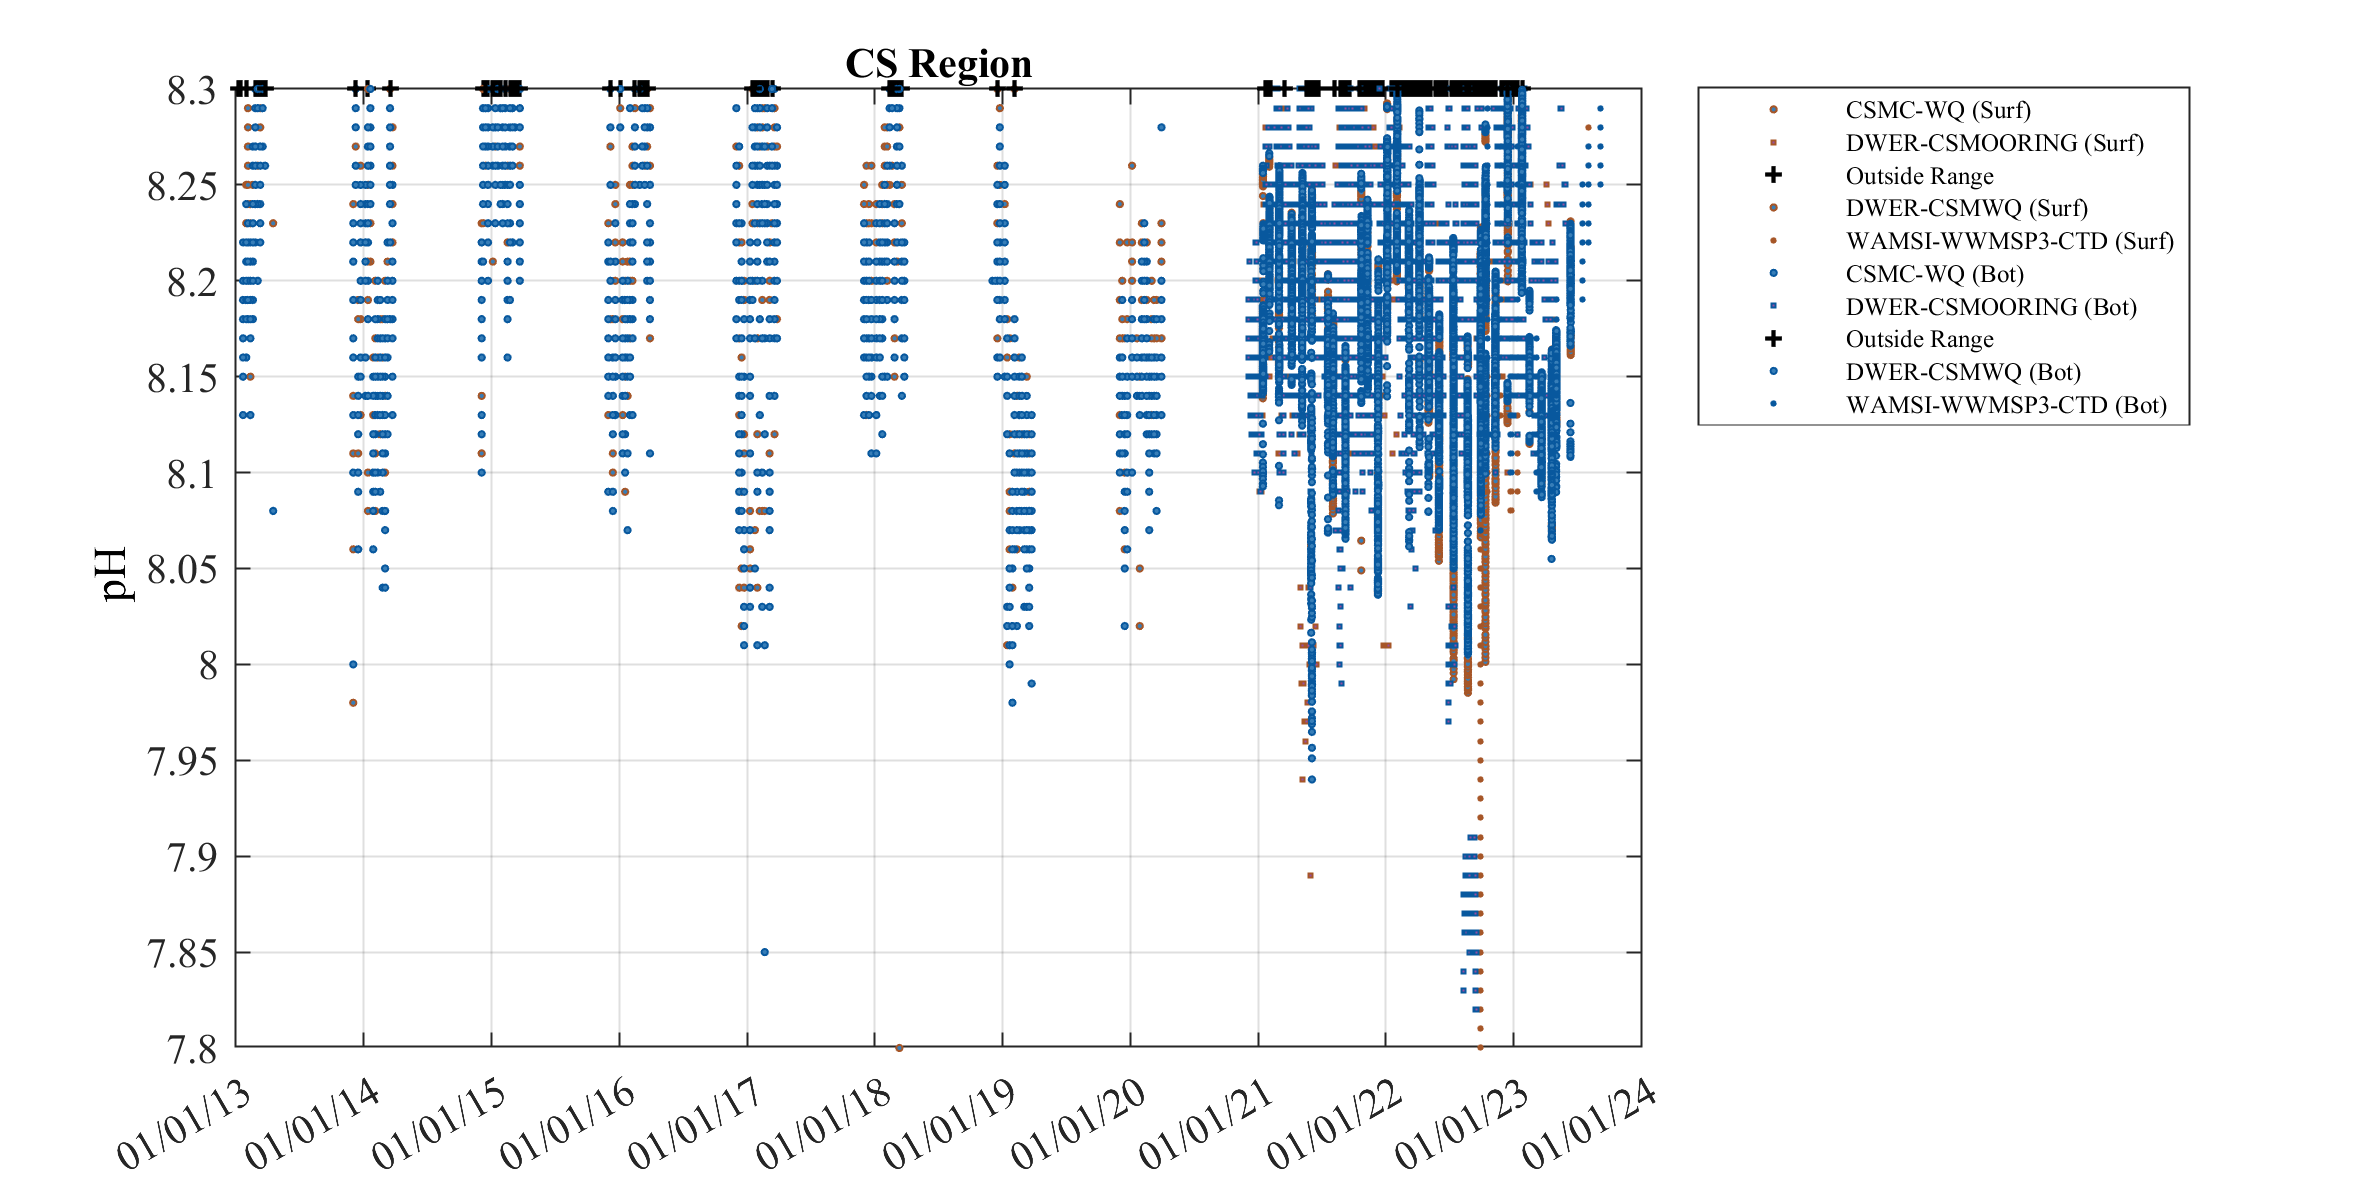 CS Region
8.3
8.25
8.2
8.15
8.1
8.05
8
7.95
7.9
7.85
7.8
pH
01/01/13
01/01/14
01/01/15
01/01/16
01/01/17
01/01/18
01/01/19
01/01/20
01/01/21
01/01/22
01/01/23
01/01/24
CSMC-WQ (Surf)
DWER-CSMOORING (Surf)
Outside Range
DWER-CSMWQ (Surf)
WAMSI-WWMSP3-CTD (Surf)
CSMC-WQ (Bot)
DWER-CSMOORING (Bot)
Outside Range
DWER-CSMWQ (Bot)
WAMSI-WWMSP3-CTD (Bot)